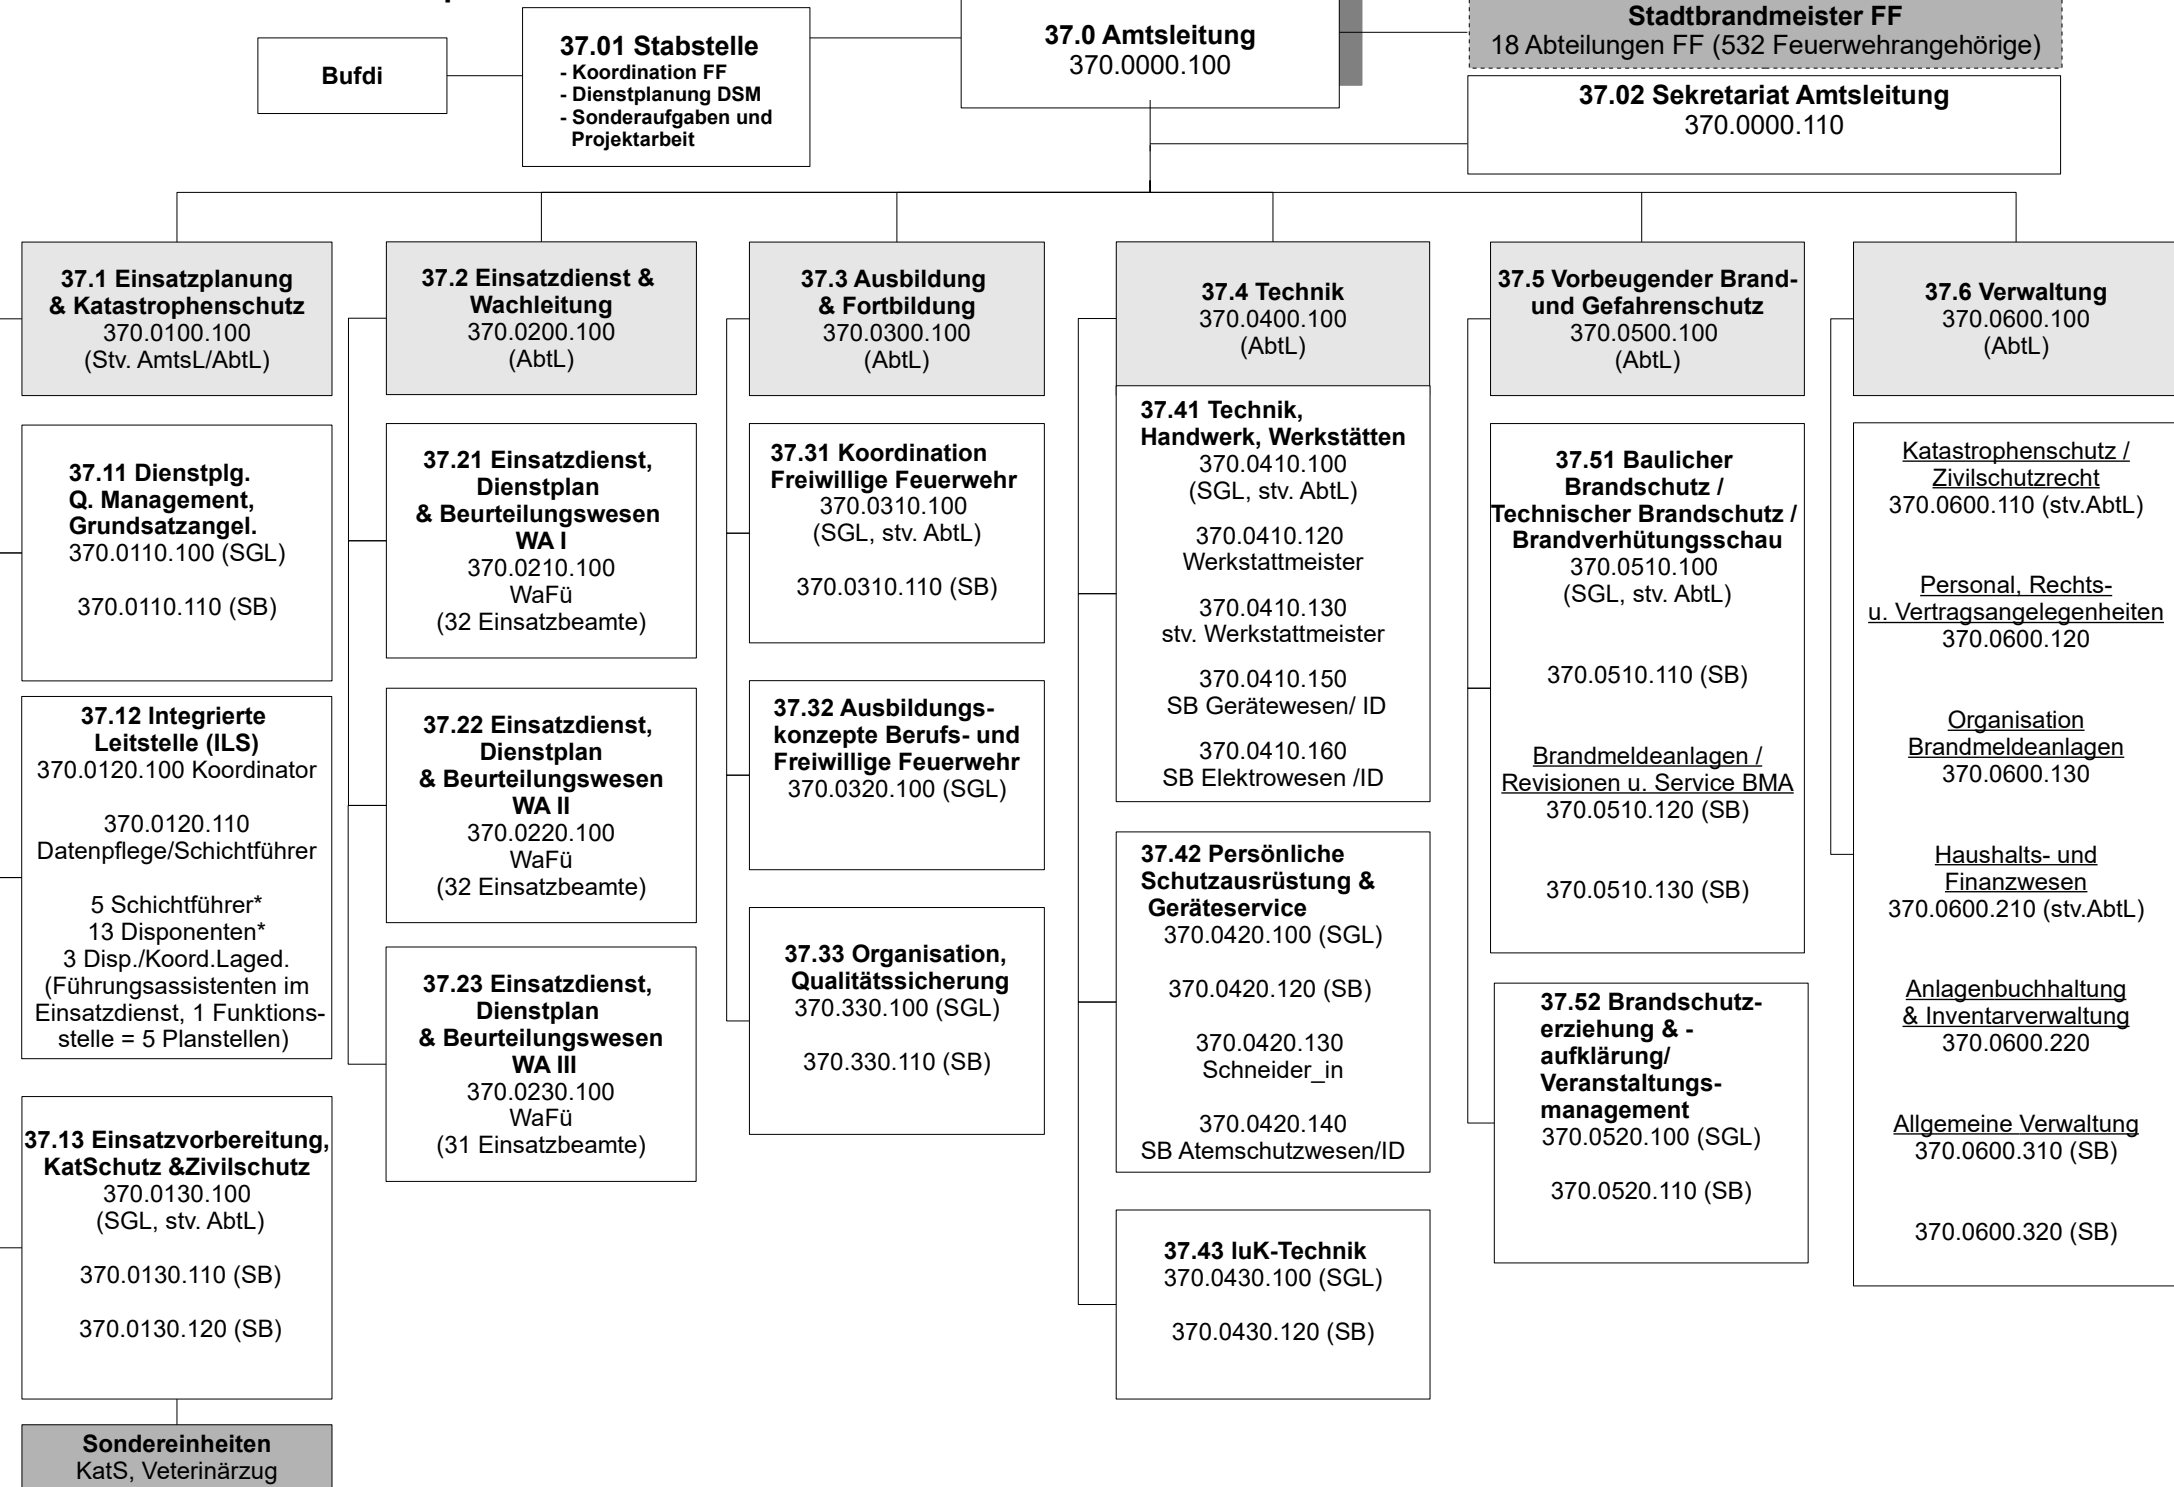 Stadtbrandmeister FF
18 Abteilungen FF (532 Feuerwehrangehörige)
37.0 Amtsleitung
370.0000.100
37.01 Stabstelle
- Koordination FF
- Dienstplanung DSM
- Sonderaufgaben und
Projektarbeit
Bufdi
37.02 Sekretariat Amtsleitung
370.0000.110
37.1 Einsatzplanung
& Katastrophenschutz
370.0100.100
(Stv. AmtsL/AbtL)
37.11 Dienstplg.
Q. Management,
Grundsatzangel.
370.0110.100 (SGL)
370.0110.110 (SB)
37.12 Integrierte
Leitstelle (ILS)
370.0120.100 Koordinator
370.0120.110
Datenpflege/Schichtführer
5 Schichtführer*
13 Disponenten*
3 Disp./Koord.Laged.
(Führungsassistenten im
Einsatzdienst, 1 Funktions-
stelle = 5 Planstellen)
37.13 Einsatzvorbereitung,
KatSchutz &Zivilschutz
370.0130.100
(SGL, stv. AbtL)
370.0130.110 (SB)
370.0130.120 (SB)
Sondereinheiten
KatS, Veterinärzug
37.2 Einsatzdienst &
Wachleitung
370.0200.100
(AbtL)
37.21 Einsatzdienst,
Dienstplan
& Beurteilungswesen
WA I
370.0210.100
WaFü
(32 Einsatzbeamte)
37.22 Einsatzdienst,
Dienstplan
& Beurteilungswesen
WA II
370.0220.100
WaFü
(32 Einsatzbeamte)
37.23 Einsatzdienst,
Dienstplan
& Beurteilungswesen
WA III
370.0230.100
WaFü
(31 Einsatzbeamte)
37.3 Ausbildung
& Fortbildung
370.0300.100
(AbtL)
37.31 Koordination
Freiwillige Feuerwehr
370.0310.100
(SGL, stv. AbtL)
370.0310.110 (SB)
37.32 Ausbildungs-
konzepte Berufs- und
Freiwillige Feuerwehr
370.0320.100 (SGL)
37.33 Organisation,
Qualitätssicherung
370.330.100 (SGL)
370.330.110 (SB)
37.4 Technik
370.0400.100
(AbtL)
37.41 Technik,
Handwerk, Werkstätten
370.0410.100
(SGL, stv. AbtL)
370.0410.120
Werkstattmeister
370.0410.130
stv. Werkstattmeister
370.0410.150
SB Gerätewesen/ ID
370.0410.160
SB Elektrowesen /ID
37.42 Persönliche
Schutzausrüstung &
Geräteservice
370.0420.100 (SGL)
370.0420.120 (SB)
370.0420.130
Schneider_in
370.0420.140
SB Atemschutzwesen/ID
37.43 IuK-Technik
370.0430.100 (SGL)
370.0430.120 (SB)
37.5 Vorbeugender Brand-
und Gefahrenschutz
370.0500.100
(AbtL)
37.51 Baulicher
Brandschutz /
Technischer Brandschutz /
Brandverhütungsschau
370.0510.100
(SGL, stv. AbtL)
370.0510.110 (SB)
Brandmeldeanlagen /
Revisionen u. Service BMA
370.0510.120 (SB)
370.0510.130 (SB)
37.52 Brandschutz-
erziehung & -
aufklärung/
Veranstaltungs-
management
370.0520.100 (SGL)
370.0520.110 (SB)
37.6 Verwaltung
370.0600.100
(AbtL)
Katastrophenschutz /
Zivilschutzrecht
370.0600.110 (stv.AbtL)
Personal, Rechts-
u. Vertragsangelegenheiten
370.0600.120
Organisation
Brandmeldeanlagen
370.0600.130
Haushalts- und
Finanzwesen
370.0600.210 (stv.AbtL)
Anlagenbuchhaltung
& Inventarverwaltung
370.0600.220
Allgemeine Verwaltung
370.0600.310 (SB)
370.0600.320 (SB)